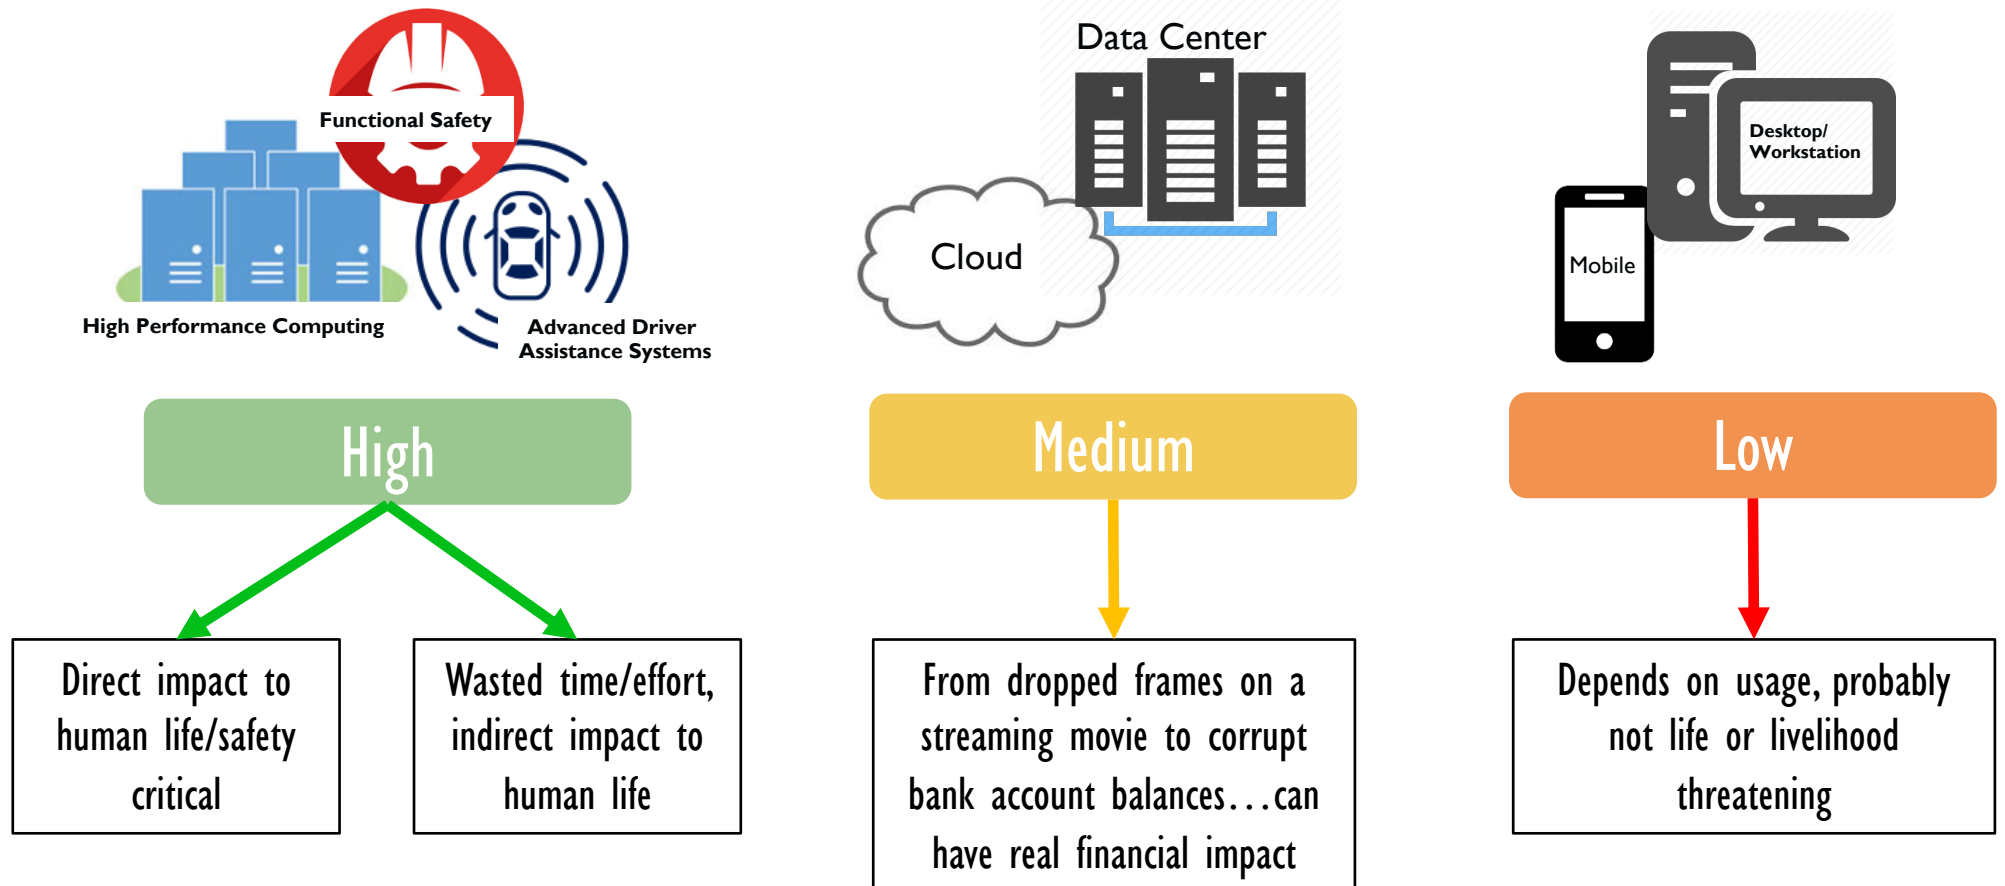 Functional Safety
High Performance Computing
Advanced Driver
Assistance Systems
Data Center
Cloud
Desktop/
Workstation
Mobile
High
Medium
Low
Direct impact to
human life/safety
critical
Wasted time/effort,
indirect impact to
human life
From dropped frames on a
streaming movie to corrupt
bank account balances...can
have real financial impact
Depends on usage, probably
not life or livelihood
threatening